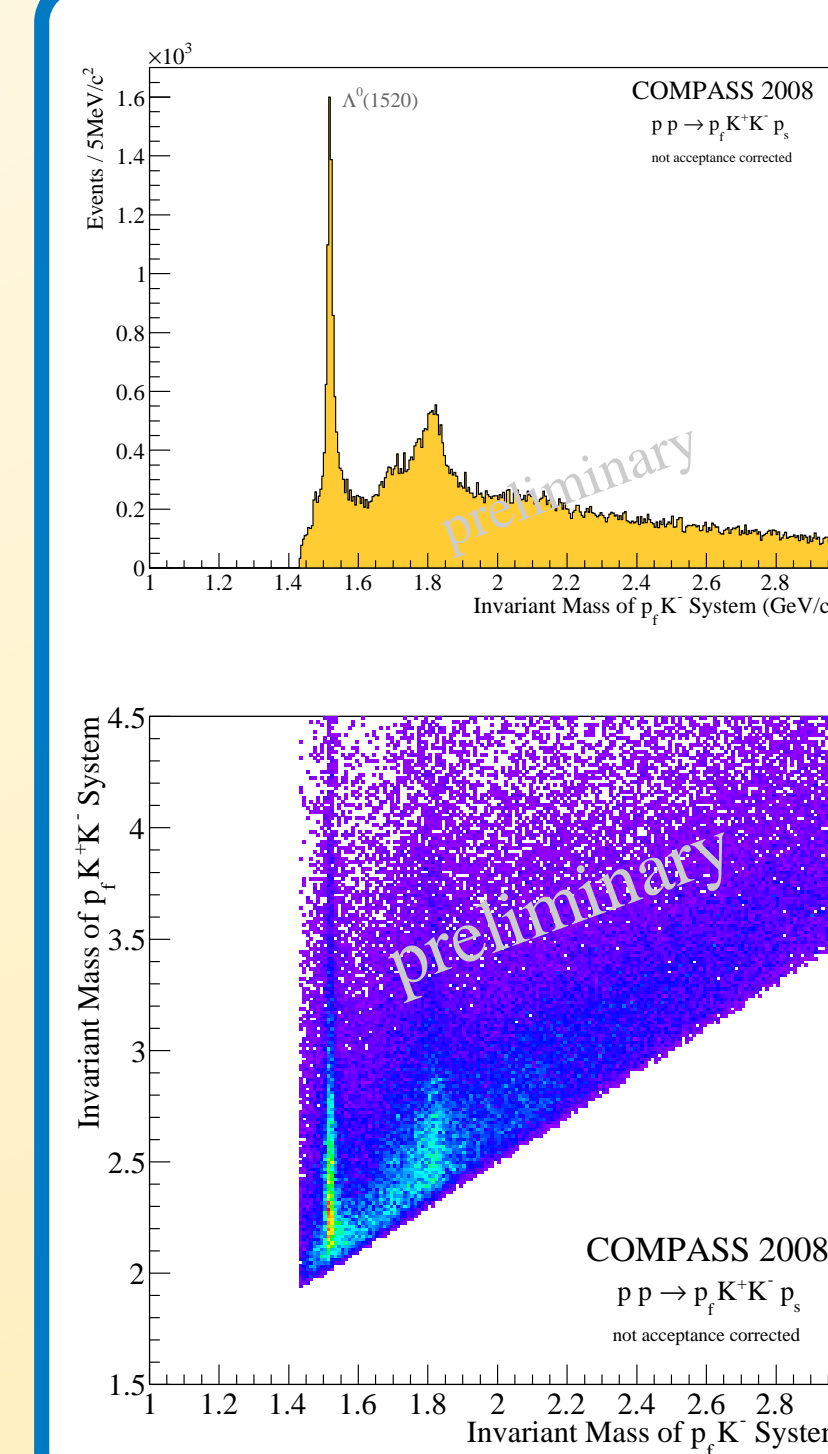 ×10³
Events / 5MeV/c²
Λ⁰(1520)
COMPASS 2008
p p → p_f K⁺K⁻ p_s
not acceptance corrected
1.6
1.4
1.2
1
0.8
0.6
0.4
0.2
0
preliminary
1 1.2 1.4 1.6 1.8 2 2.2 2.4 2.6 2.8
Invariant Mass of p_f K⁻ System (GeV/c
Invariant Mass of p_f K⁺K⁻ System
4.5
4
3.5
3
2.5
2
1.5
preliminary
COMPASS 2008
p p → p_f K⁺K⁻ p_s
not acceptance corrected
1 1.2 1.4 1.6 1.8 2 2.2 2.4 2.6 2.8
Invariant Mass of p_f K⁻ System